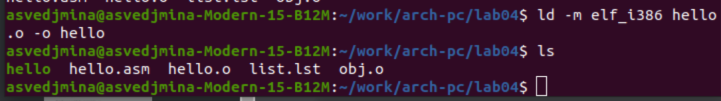 asvedjmina@asvedjmina-Modern-15-B12M:~/work/arch-pc/lab04$ ld -m elf_i386 hello
.o -o hello
asvedjmina@asvedjmina-Modern-15-B12M:~/work/arch-pc/lab04$ ls
hello  hello.asm  hello.o  list.lst  obj.o
asvedjmina@asvedjmina-Modern-15-B12M:~/work/arch-pc/lab04$